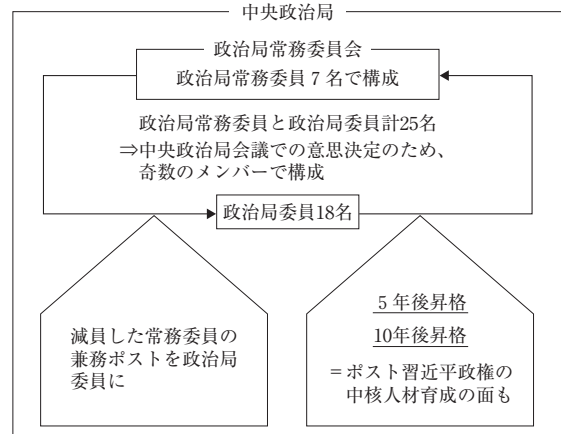 中央政治局
政治局常務委員会
政治局常務委員７名で構成
政治局常務委員と政治局委員計25名
⇒中央政治局会議での意思決定のため、
奇数のメンバーで構成
政治局委員18名
減員した常務委員の
兼務ポストを政治局
委員に
５年後昇格
10年後昇格
＝ポスト習近平政権の
中核人材育成の面も